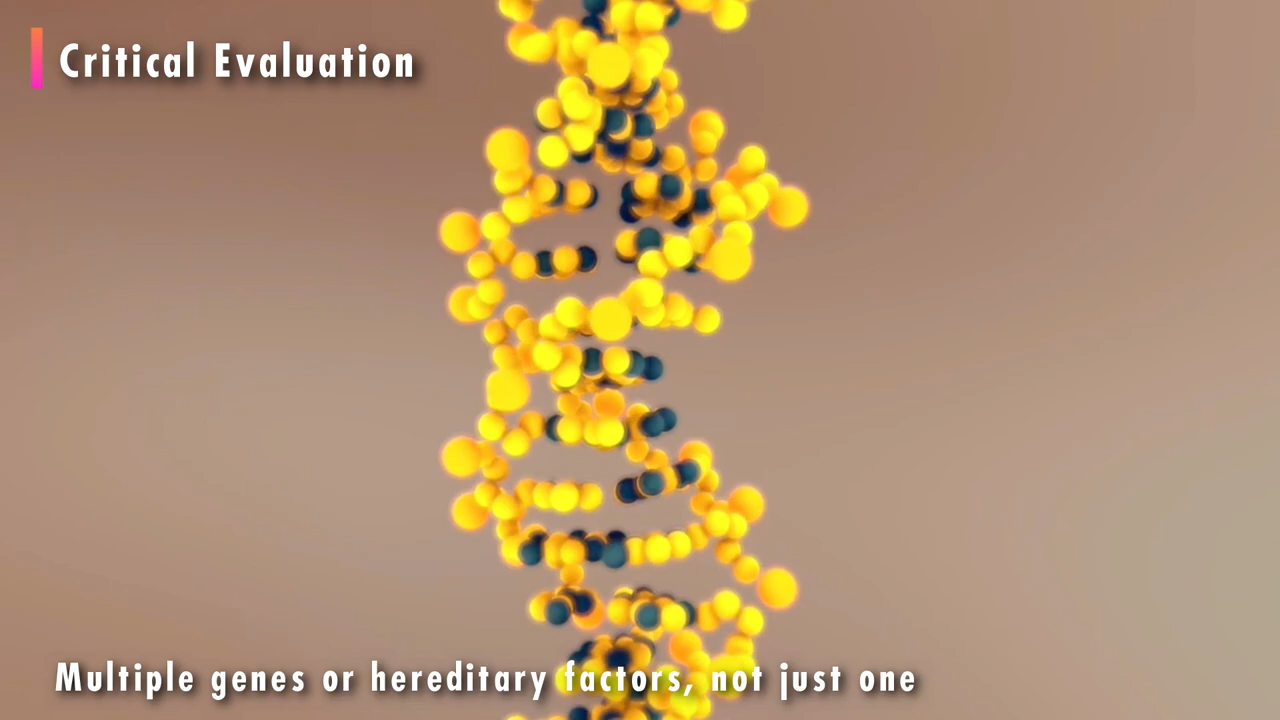 Critical Evaluation
Multiple genes or hereditary factors, not just one